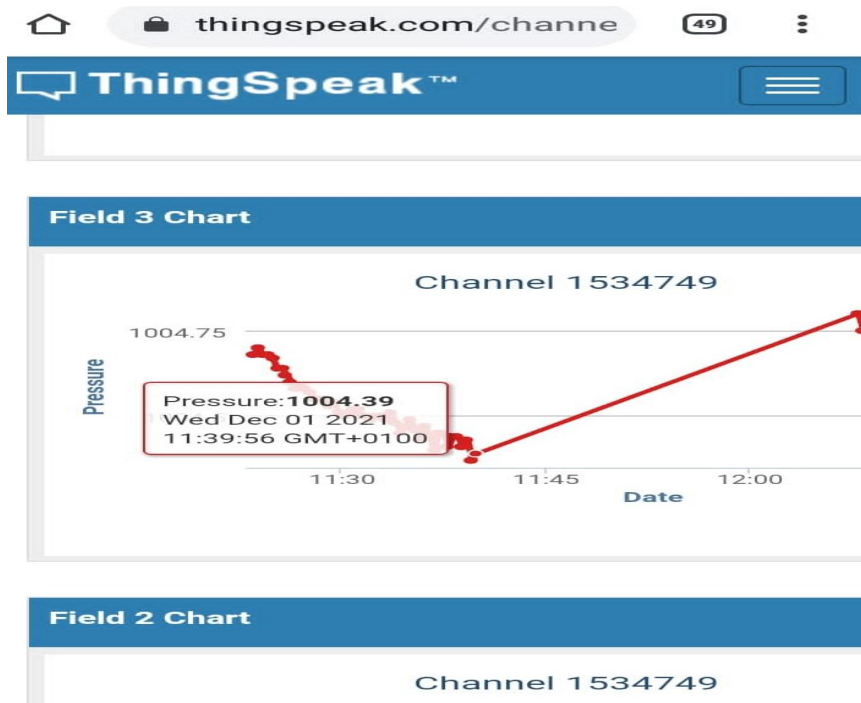 thingspeak.com/channe 49
ThingSpeak™
Field 3 Chart
Channel 1534749
1004.75
Pressure
Pressure:1004.39
Wed Dec 01 2021
11:39:56 GMT+0100
11:30 11:45 12:00
Date
Field 2 Chart
Channel 1534749